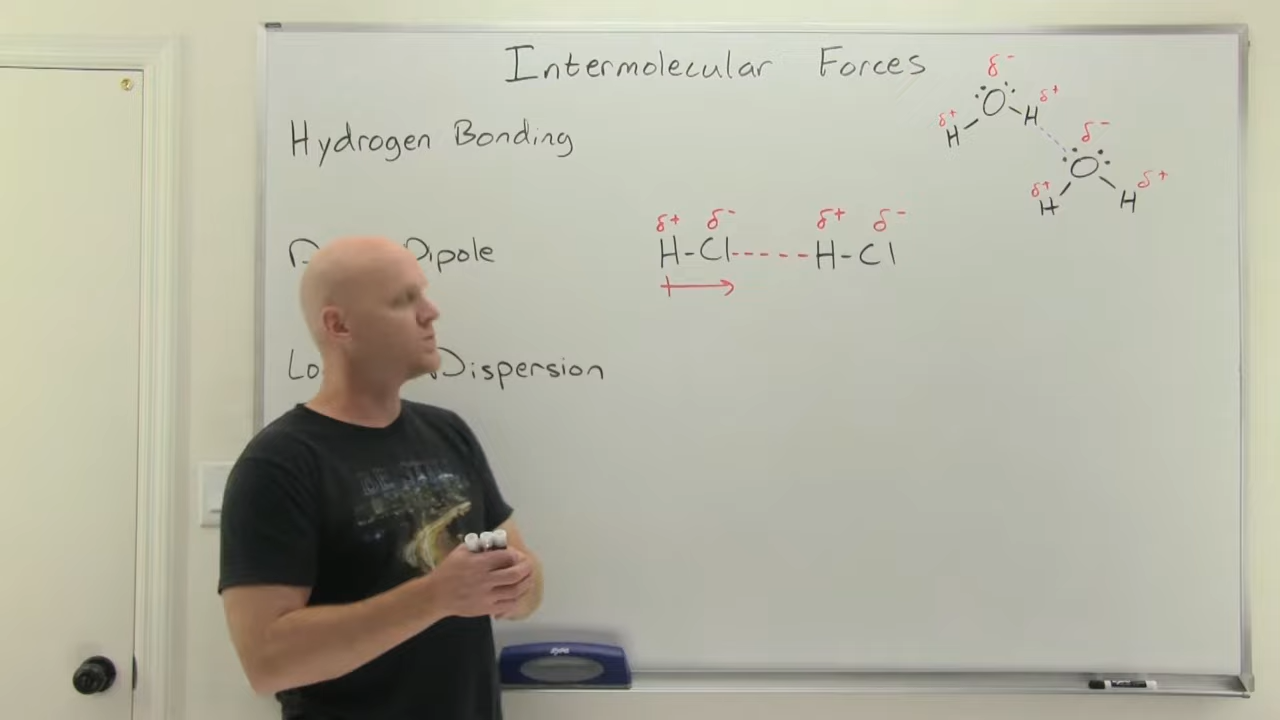 Intermolecular Forces
Hydrogen Bonding
Dipole
Dispersion
δ-
δ+ H O H δ+
δ-
δ+ H O H δ+
δ+ δ- δ+ δ-
H-Cl-----H-Cl